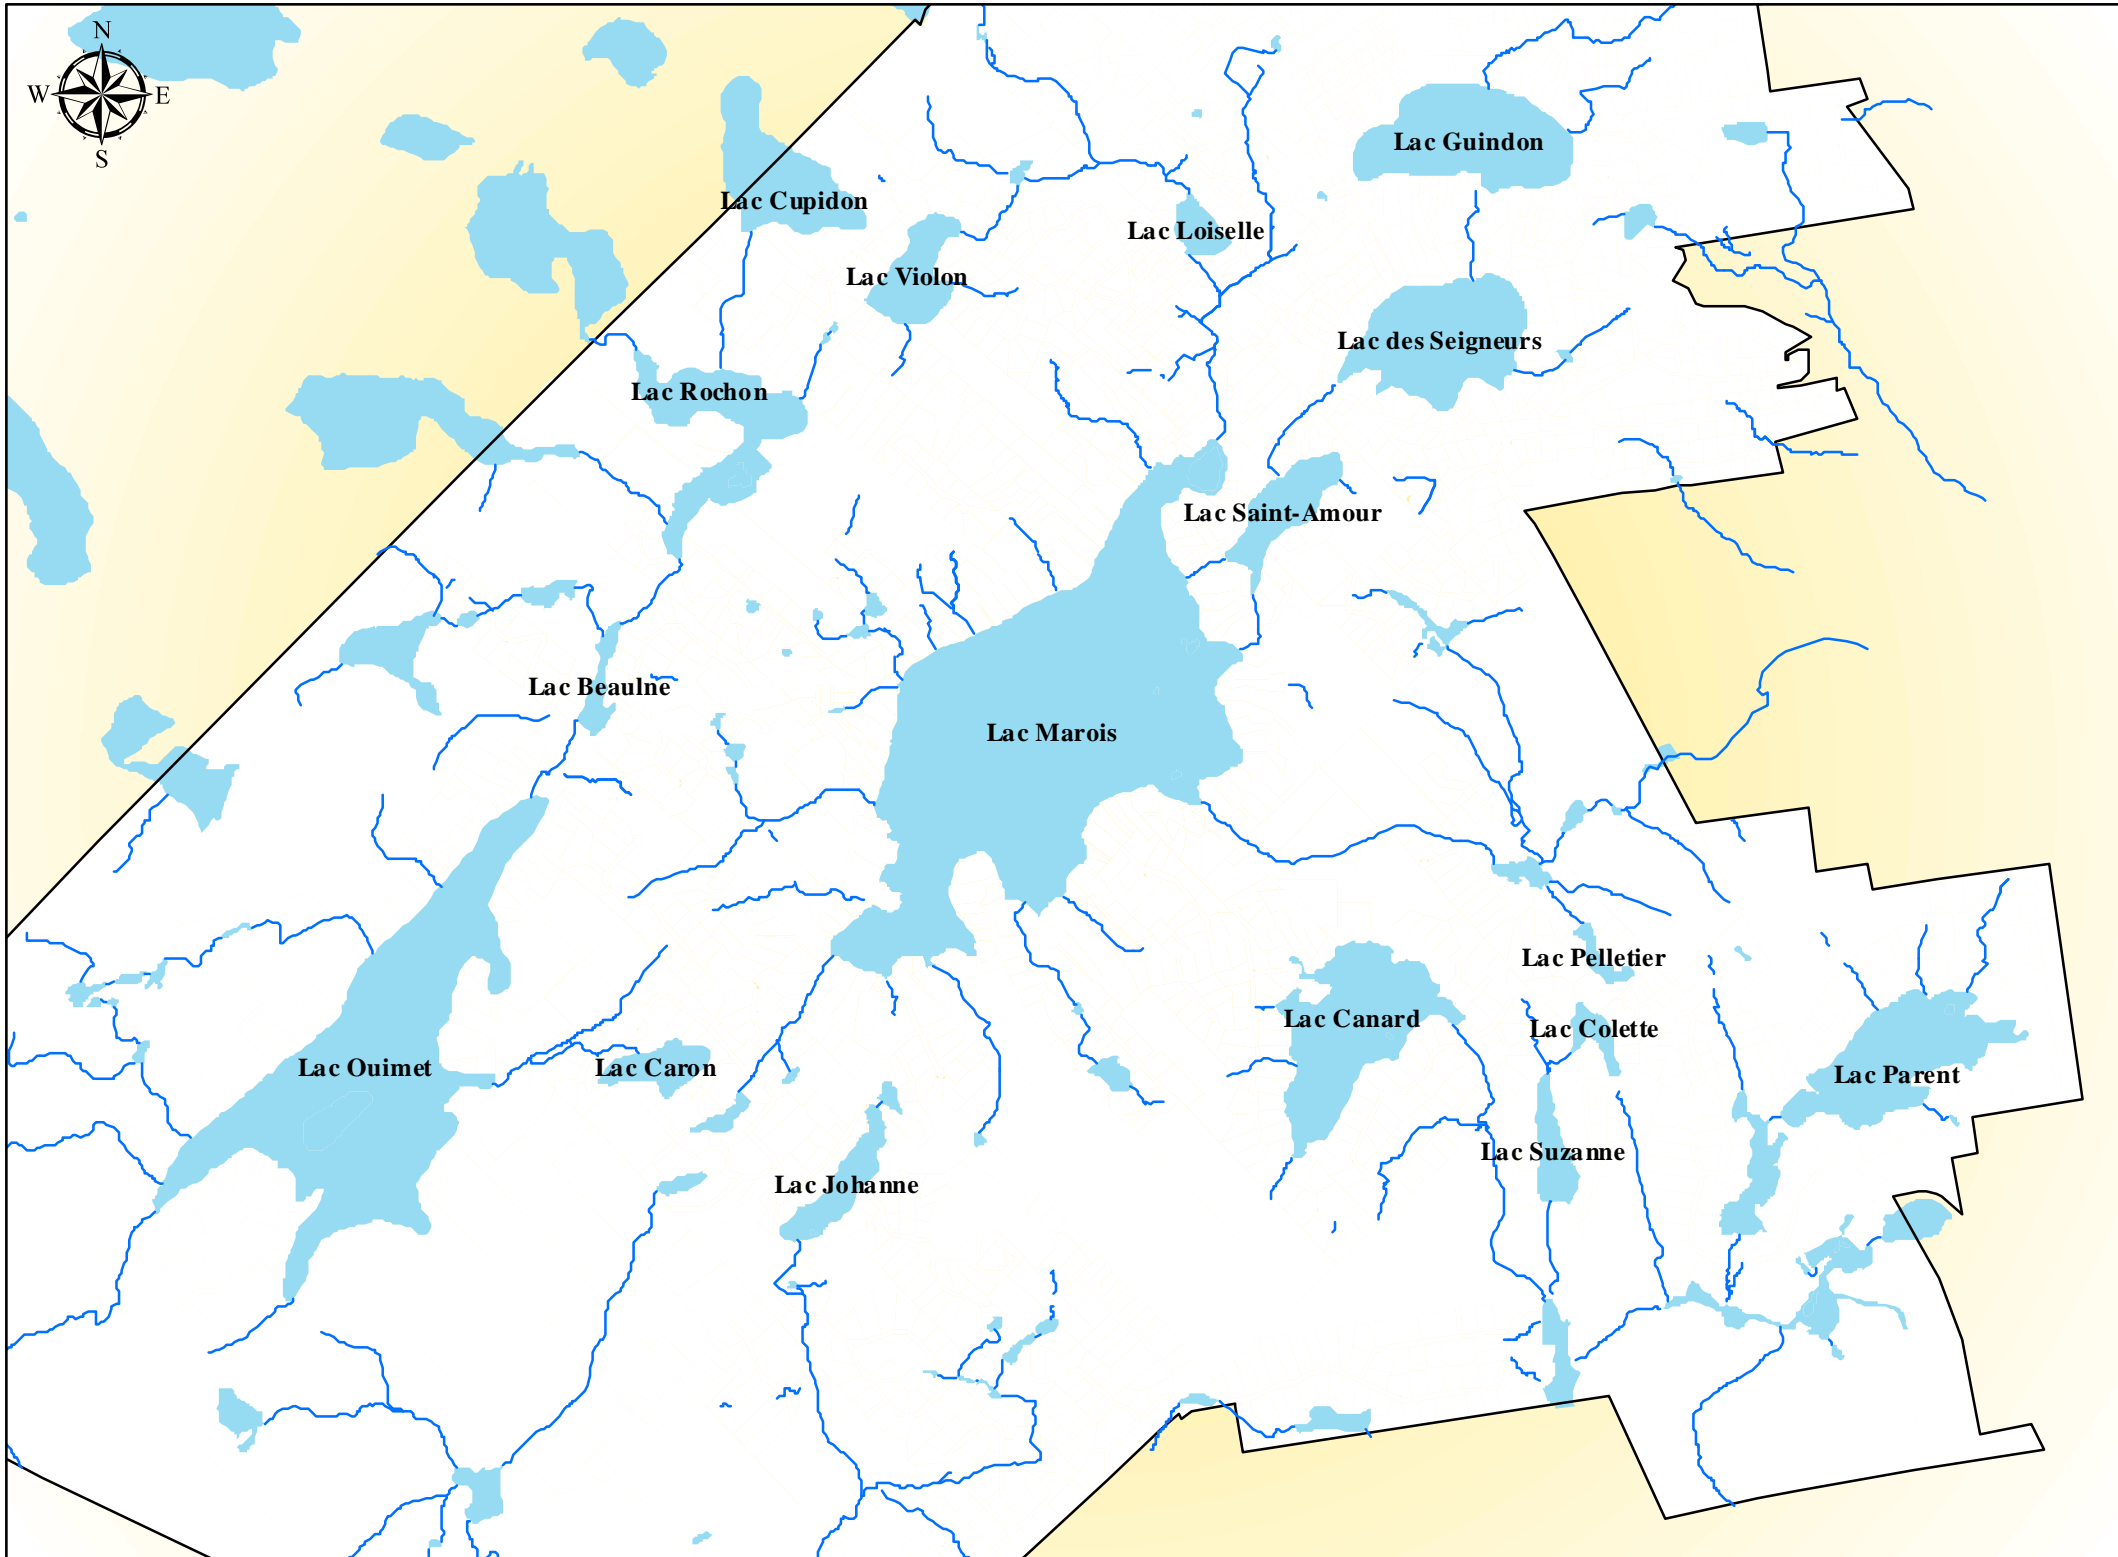 N
W E
S
Lac Guindon
Lac Cupidon
Lac Loiselle
Lac Violon
Lac des Seigneurs
Lac Rochon
Lac Saint-Amour
Lac Beaulne
Lac Marois
Lac Pelletier
Lac Canard
Lac Colette
Lac Ouimet
Lac Caron
Lac Parent
Lac Suzanne
Lac Johanne